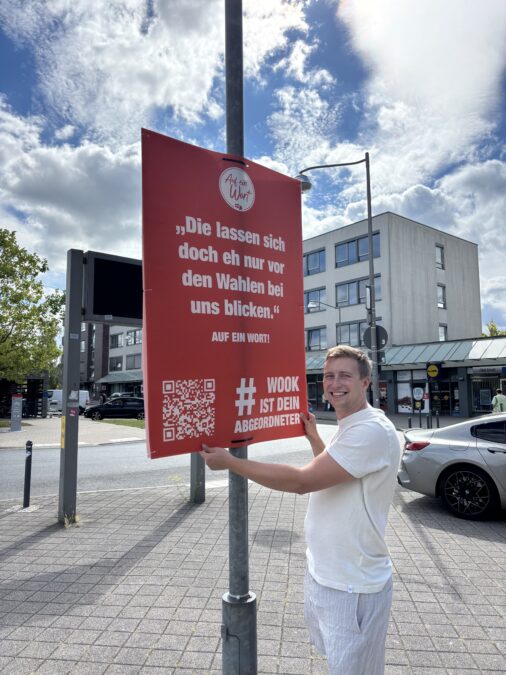 Auf ein
Wort
„Die lassen sich
doch eh nur vor
den Wahlen bei
uns blicken.“
AUF EIN WORT!
#
WOOK
IST DEIN
ABGEORDNETER